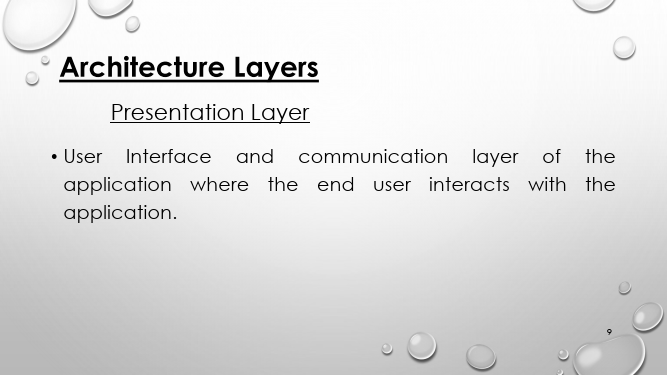 Architecture Layers
Presentation Layer
• User Interface and communication layer of the
application where the end user interacts with the
application.
9